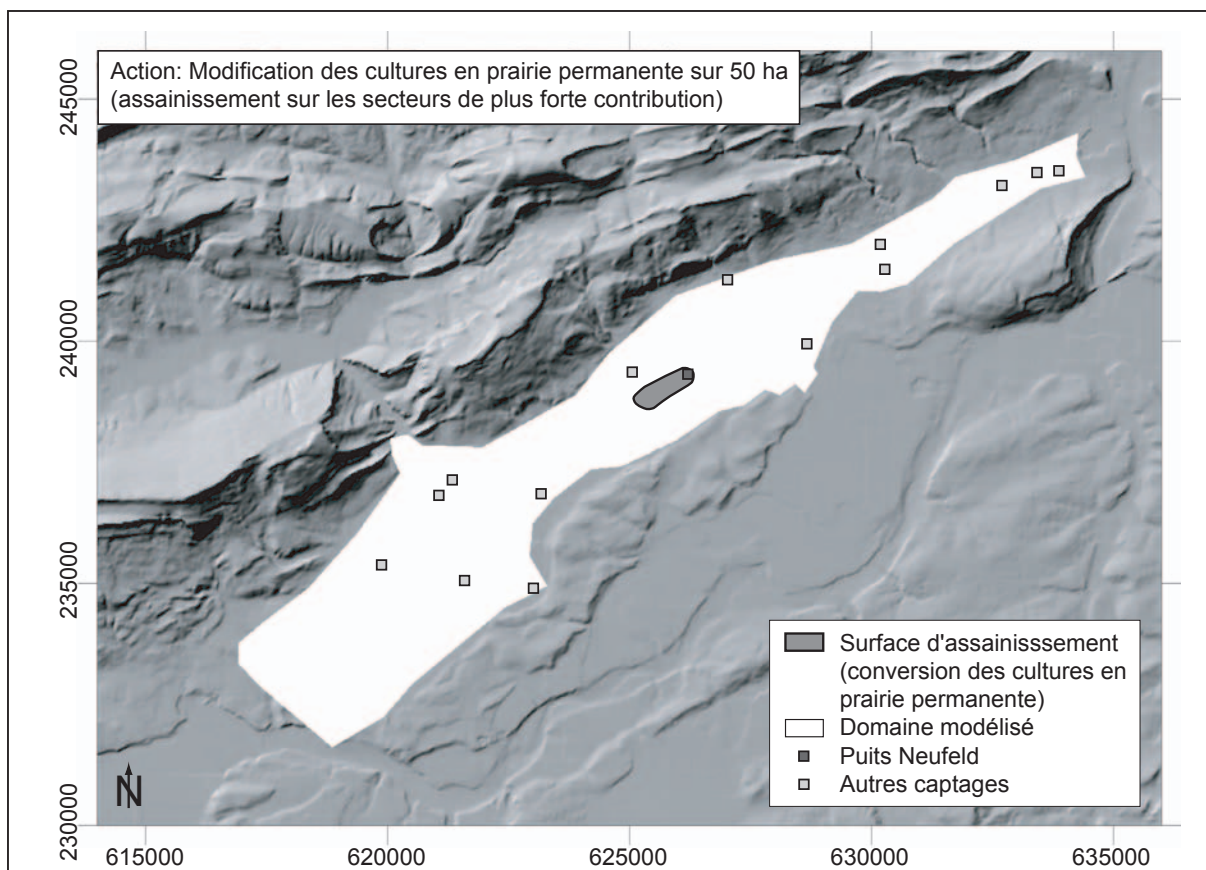 Action: Modification des cultures en prairie permanente sur 50 ha
(assainissement sur les secteurs de plus forte contribution)
245000
240000
235000
230000
Surface d'assainisssement
(conversion des cultures en
prairie permanente)
Domaine modélisé
Puits Neufeld
Autres captages
N
615000
620000
625000
630000
635000